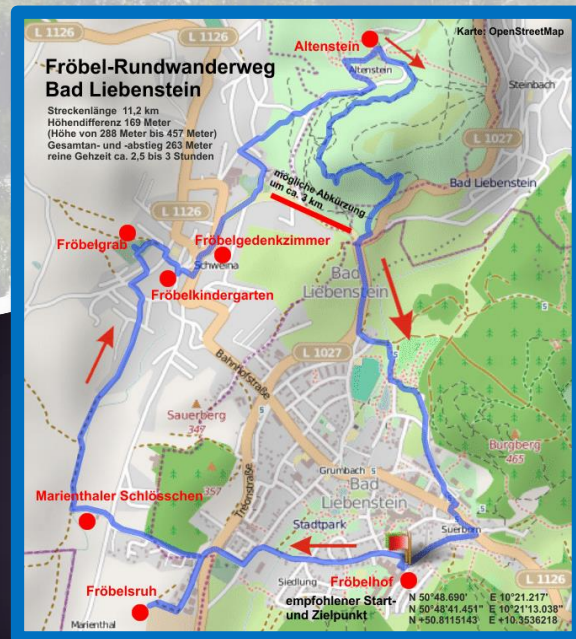 L 1126
Karte: OpenStreetMap
Altenstein
Altenstein
Fröbel-Rundwanderweg
Bad Liebenstein
Streckenlänge 11,2 km
Höhendifferenz 169 Meter
(Höhe von 288 Meter bis 457 Meter)
Gesamtan- und -abstieg 263 Meter
reine Gehzeit ca. 2,5 bis 3 Stunden
Steinbach
L 1027
mögliche Abkürzung
um ca. 3 km.
Bad Liebenstein
L 1126
Fröbelgrab
Fröbelgedenkzimmer
Schweina
Fröbelkindergarten
Bad
Liebenstein
L 1027
Bahnhofstraße
Sauerberg
347
Burgberg
465
Grumbach
Marienthaler Schlösschen
357
Bad
Liebenstein
Treonstraße
Stadtpark
Suerborn
Siedlung
Fröbelhof
L 1126
Fröbelsruh
Marienthal
empfohlener Start-
und Zielpunkt
N 50°48.690' E 10°21.217'
N 50°48'41.451" E 10°21'13.038"
N +50.8115143 E +10.3536218